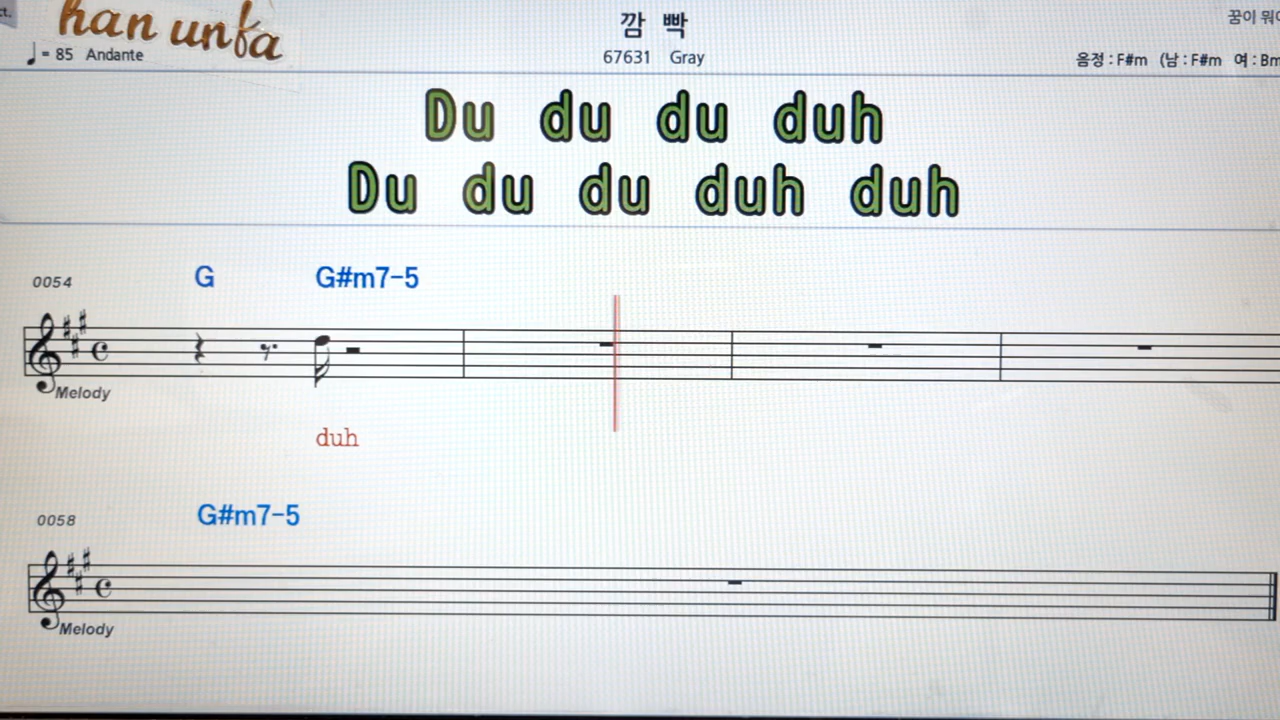 han unfa
깜 빡
♩= 85 Andante
67631 Gray
음정 : F#m (남 : F#m 여 : Bm
Du du du duh
Du du du duh duh
0054 G G#m7-5
Melody
duh
0058 G#m7-5
Melody